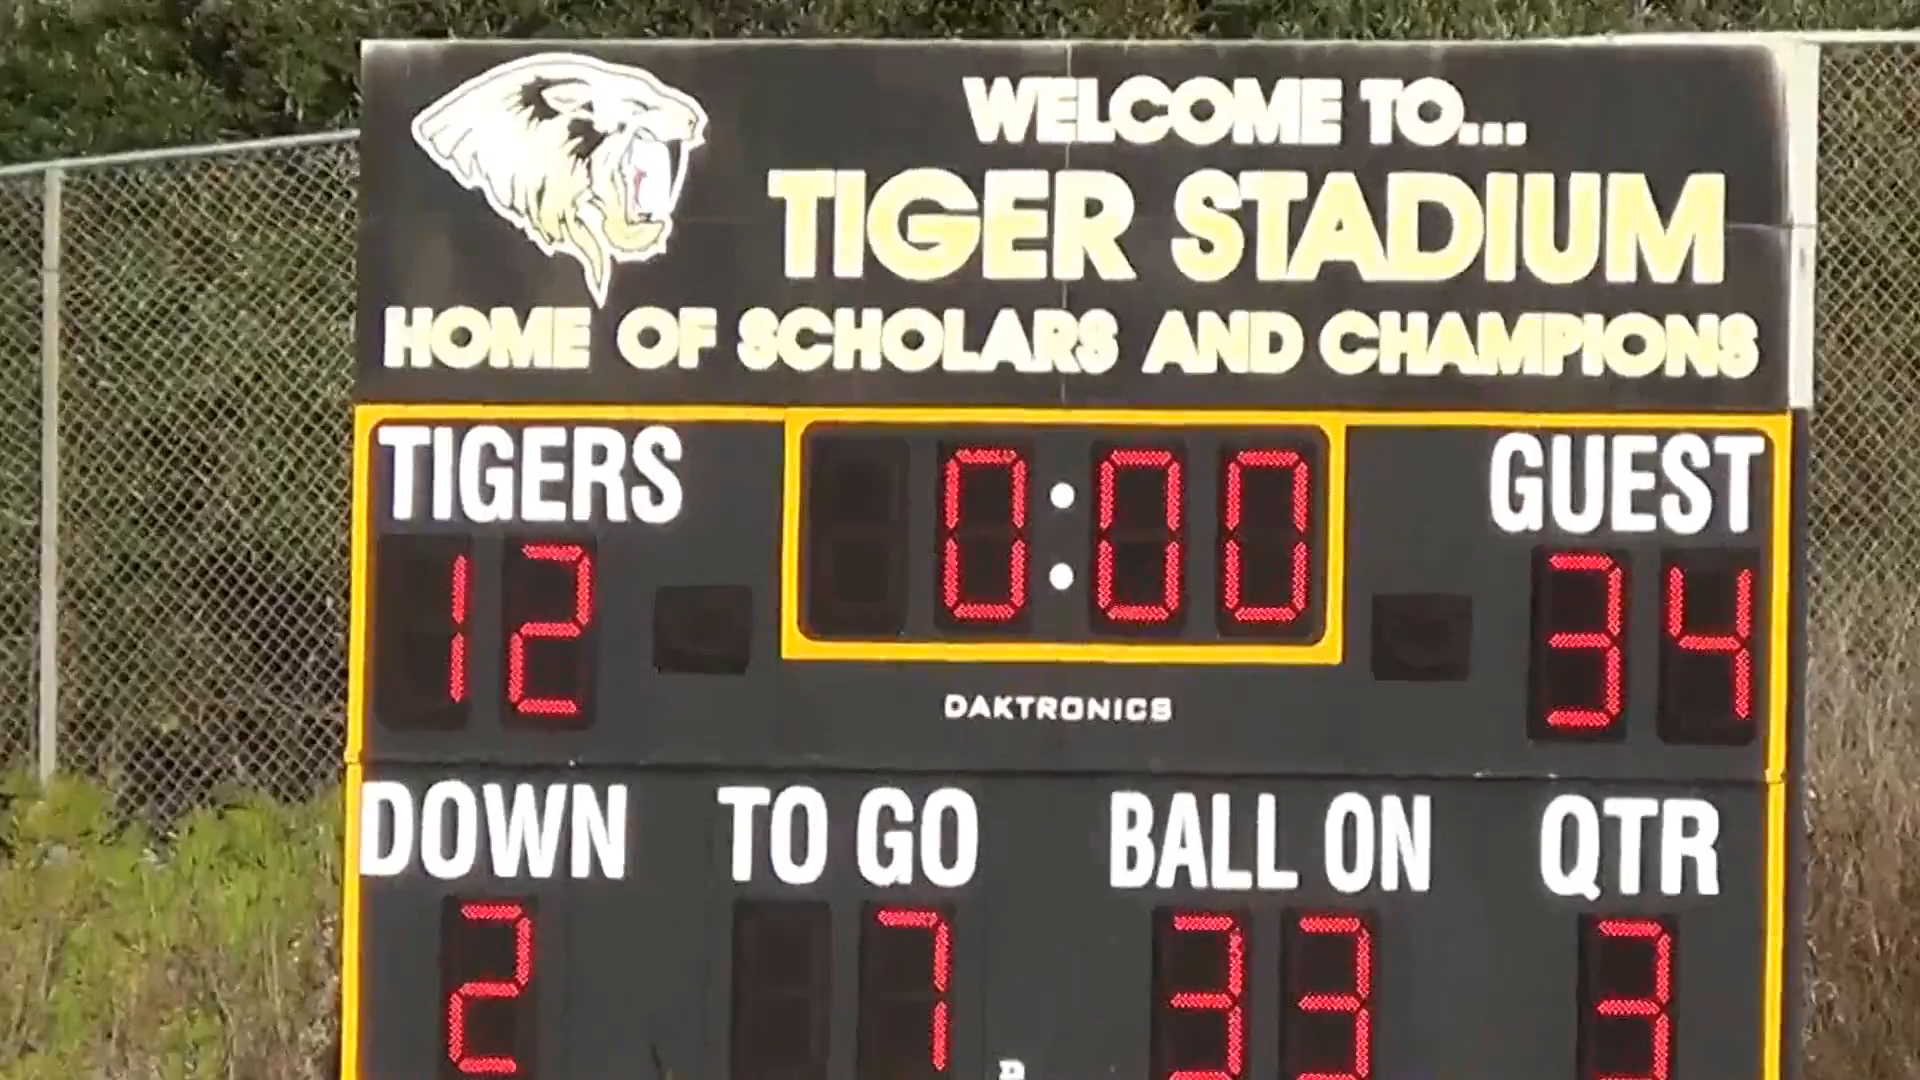 WELCOME TO...
TIGER STADIUM
HOME OF SCHOLARS AND CHAMPIONS
TIGERS 0:00 GUEST
12 34
DAKTRONICS
DOWN TO GO BALL ON QTR
2 7 33 3